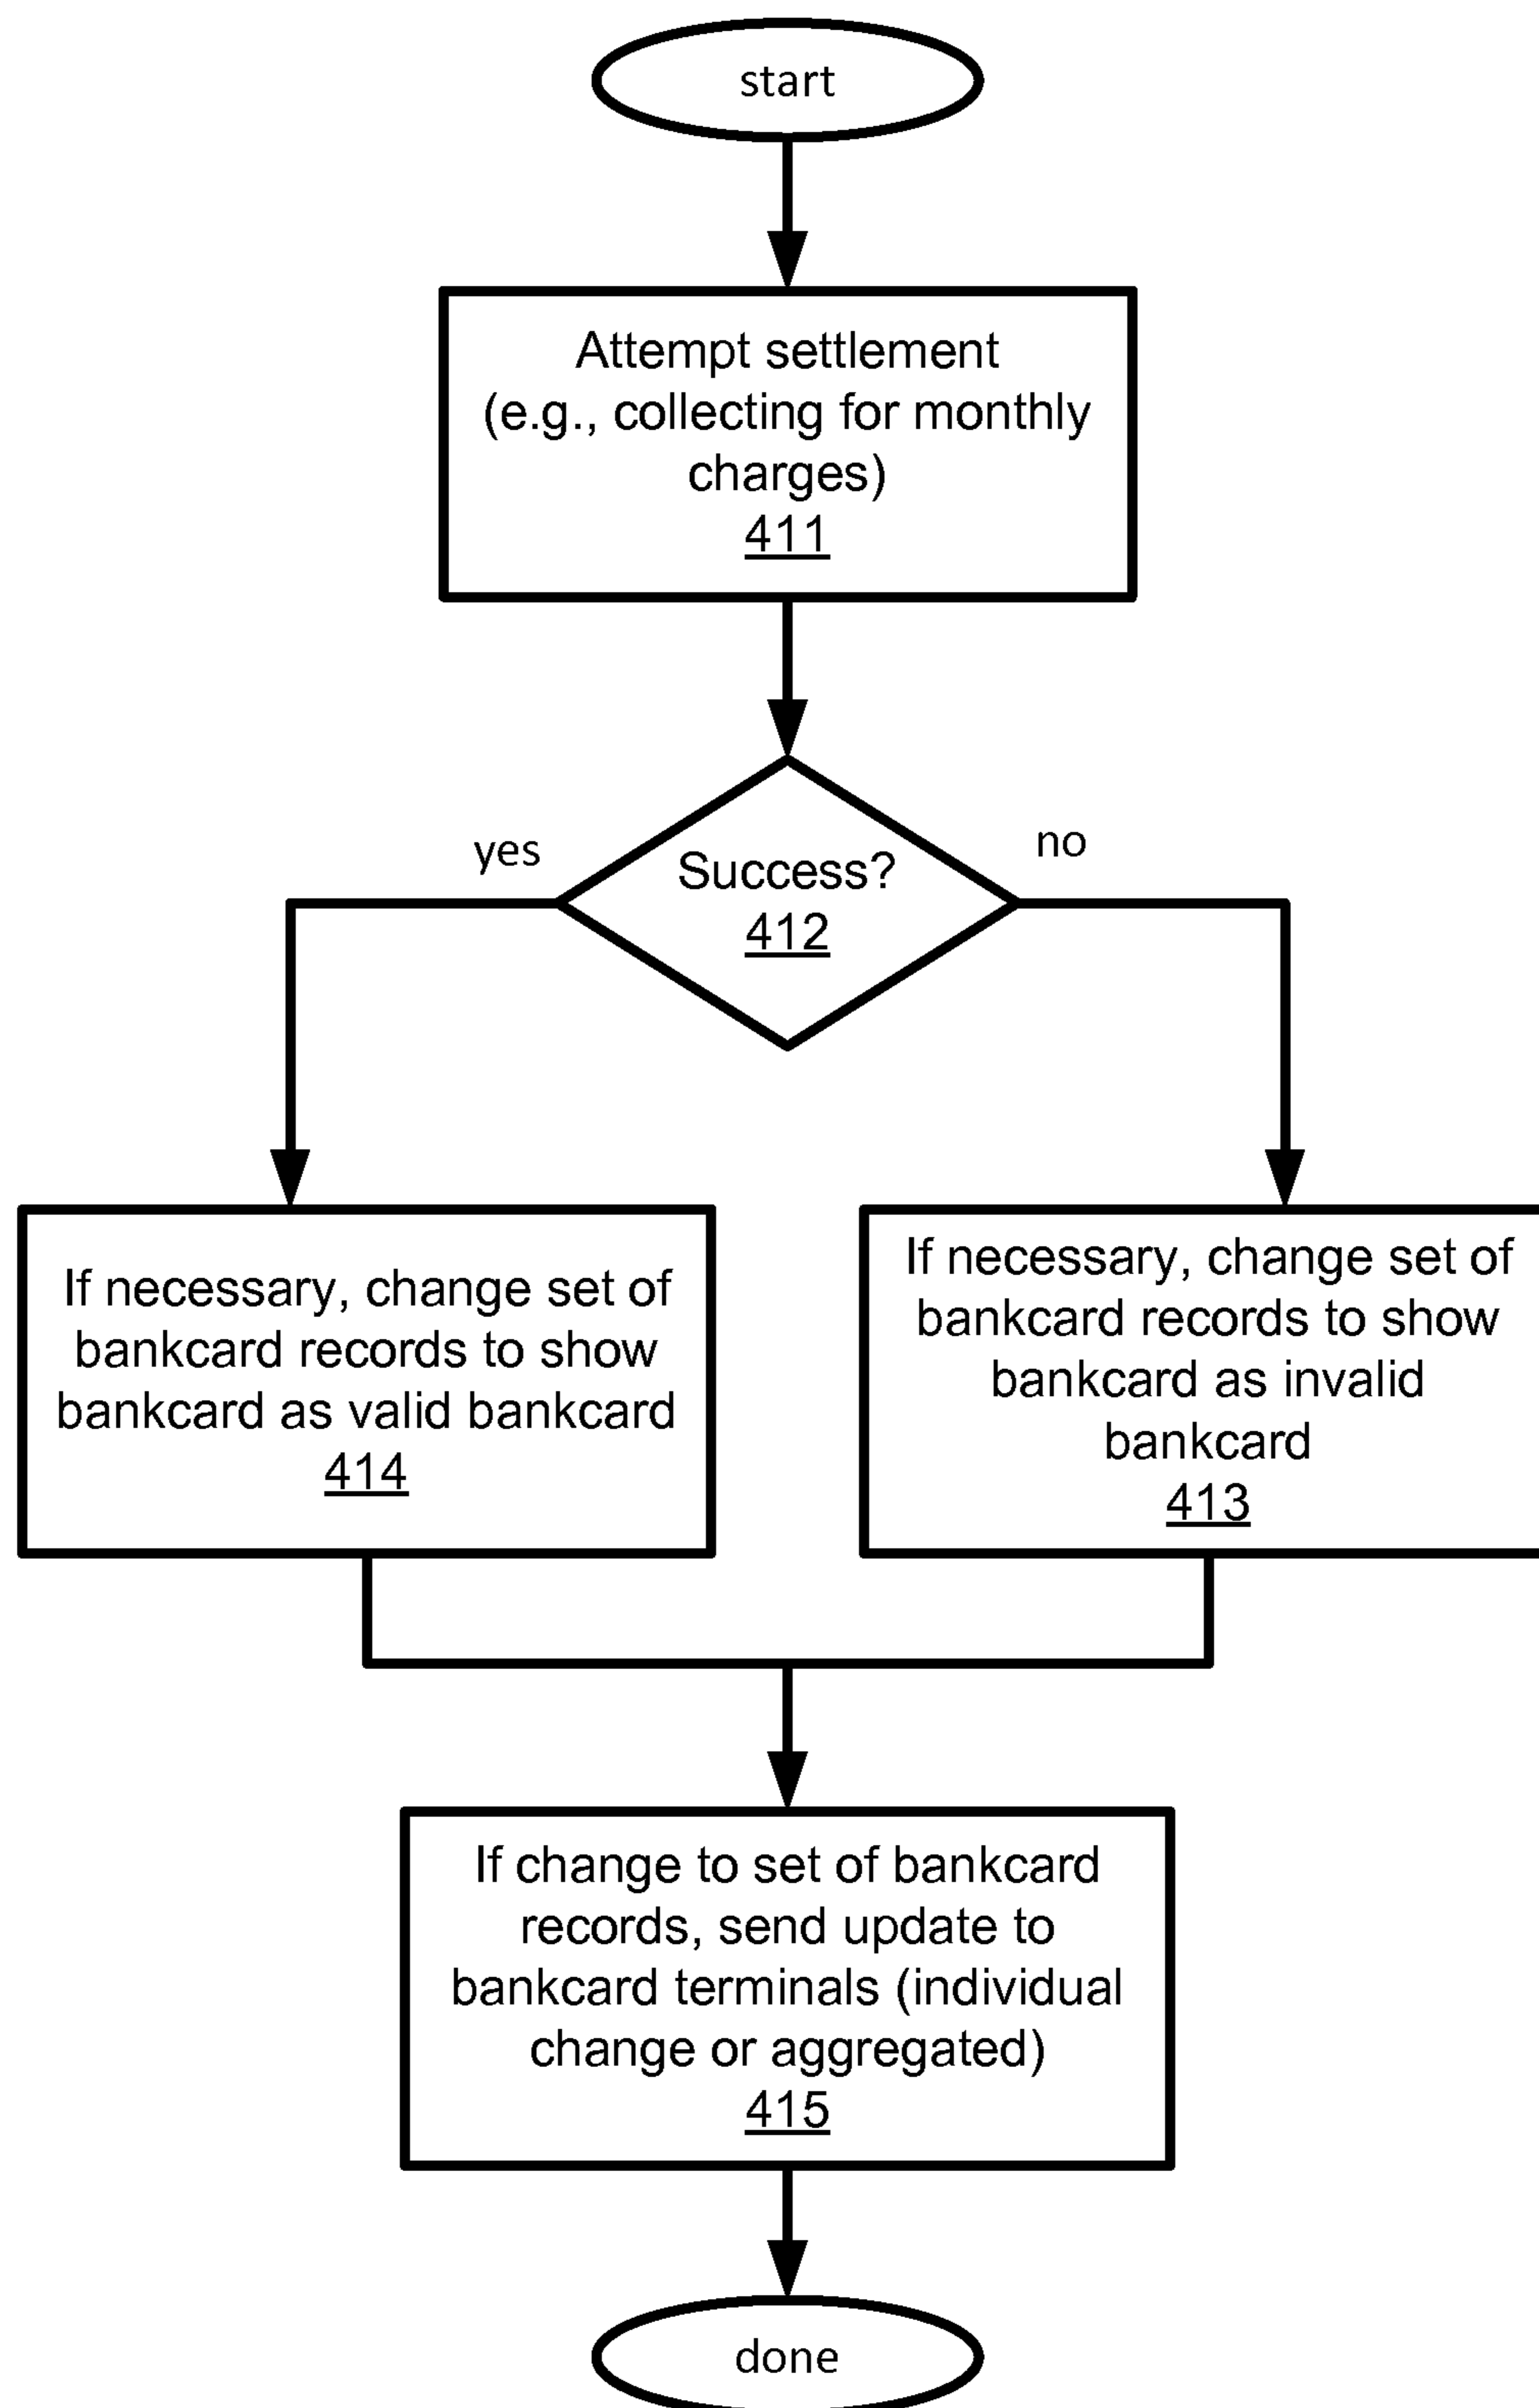 start
Attempt settlement
(e.g., collecting for monthly
charges)
411
yes
no
Success?
412
If necessary, change set of
bankcard records to show
bankcard as valid bankcard
414
If necessary, change set of
bankcard records to show
bankcard as invalid
bankcard
413
If change to set of bankcard
records, send update to
bankcard terminals (individual
change or aggregated)
415
done